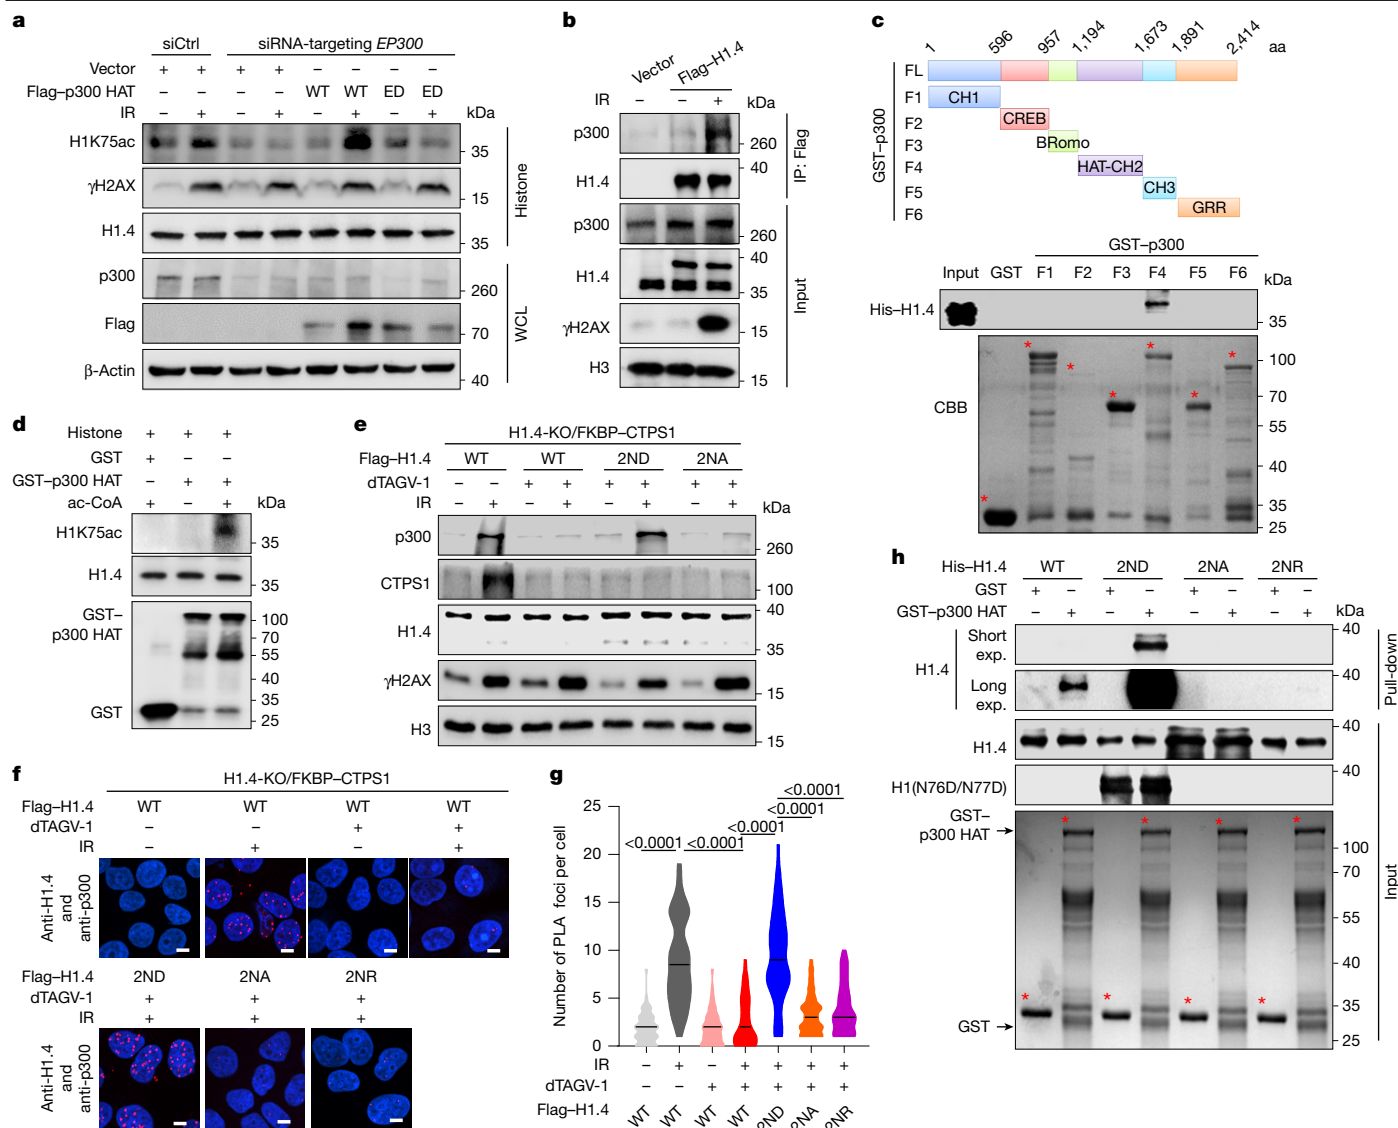 a
siCtrl siRNA-targeting EP300
Vector + + + + – – – –
Flag–p300 HAT – – – – WT WT ED ED
IR – + – + – + – + kDa
H1K75ac 35
γH2AX 15
H1.4 35
Histone
p300 260
Flag 70
β-Actin 40
WCL
b
Vector Flag–H1.4
IR – – + kDa
p300 260
40
H1.4
IP: Flag
p300 260
40
H1.4 35
γH2AX 15
H3 15
Input
c
1 596 957 1,194 1,673 1,891 2,414 aa
FL
F1 CH1
F2 CREB
F3 BRomo
F4 HAT-CH2
F5 CH3
F6 GRR
GST–p300
GST–p300
Input GST F1 F2 F3 F4 F5 F6 kDa
His–H1.4 35
* * * * * * *
CBB
100
70
55
40
35
25
d
Histone + + +
GST + – –
GST–p300 HAT – + +
ac-CoA + – + kDa
H1K75ac 35
H1.4 35
GST–
p300 HAT
100
70
55
40
35
GST 25
e
H1.4-KO/FKBP–CTPS1
Flag–H1.4 WT WT 2ND 2NA
dTAGV-1 – – + + + + + +
IR – + – + – + – + kDa
p300 260
CTPS1 100
40
H1.4 35
γH2AX 15
H3 15
f
H1.4-KO/FKBP–CTPS1
Flag–H1.4 WT WT WT WT
dTAGV-1 – – + +
IR – + – +
Anti-H1.4
and
anti-p300
Flag–H1.4 2ND 2NA 2NR
dTAGV-1 + + +
IR + + +
Anti-H1.4
and
anti-p300
g
Number of PLA foci per cell
25
20
15
10
5
0
<0.0001
<0.0001
<0.0001
<0.0001
<0.0001
IR – + – + + + +
dTAGV-1 – – + + + + +
Flag–H1.4 WT WT WT WT 2ND 2NA 2NR
h
His–H1.4 WT 2ND 2NA 2NR
GST + – + – + – + –
GST–p300 HAT – + – + – + – + kDa
H1.4
Short
exp.
40
Long
exp.
40
Pull-down
H1.4 40
H1(N76D/N77D) 40
GST–
p300 HAT
* * * * * * * *
100
70
55
40
35
GST 25
Input